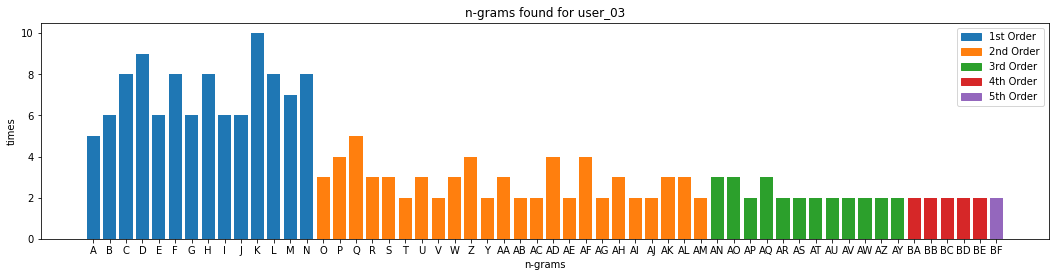 n-grams found for user_03
10
8
6
4
2
0
times
1st Order
2nd Order
3rd Order
4th Order
5th Order
A B C D E F G H I J K L M N O P Q R S T U V W Z Y AA AB AC AD AE AF AG AH AI AJ AK AL AM AN AO AP AQ AR AS AT AU AV AW AZ AY BA BB BC BD BE BF
n-grams